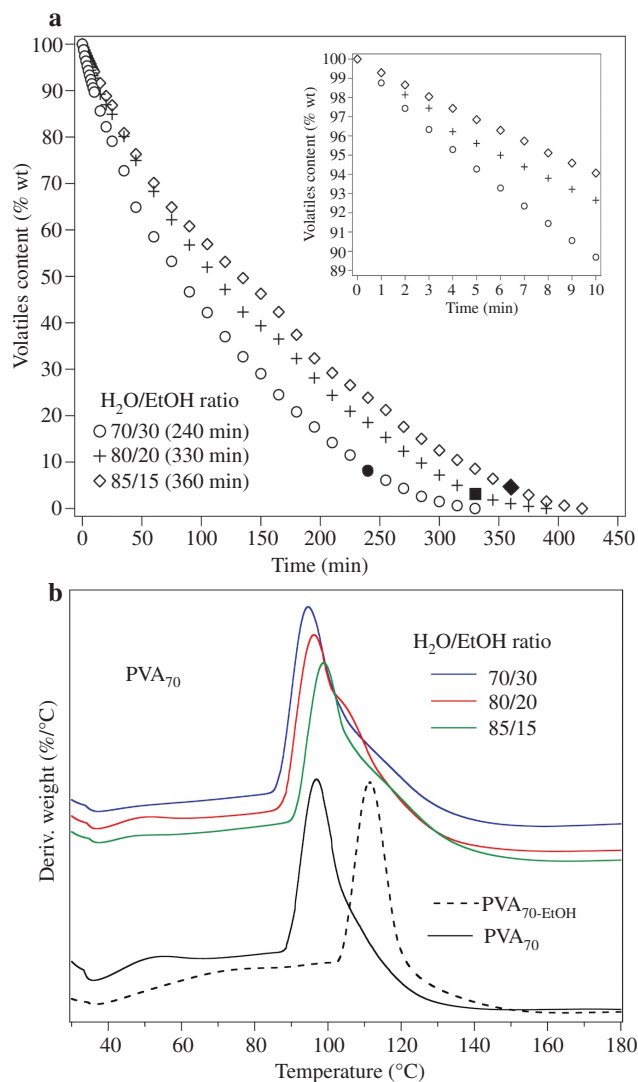 a
100
90
80
70
60
50
40
30
20
10
0
Volatiles content (% wt)
0 50 100 150 200 250 300 350 400 450
Time (min)
H₂O/EtOH ratio
70/30 (240 min)
80/20 (330 min)
85/15 (360 min)
100
99
98
97
96
95
94
93
92
91
90
89
Volatiles content (% wt)
0 1 2 3 4 5 6 7 8 9 10
Time (min)
b
PVA₇₀
H₂O/EtOH ratio
70/30
80/20
85/15
PVA₇₀₋EtOH
PVA₇₀
Deriv. weight (%/°C)
40 60 80 100 120 140 160 180
Temperature (°C)